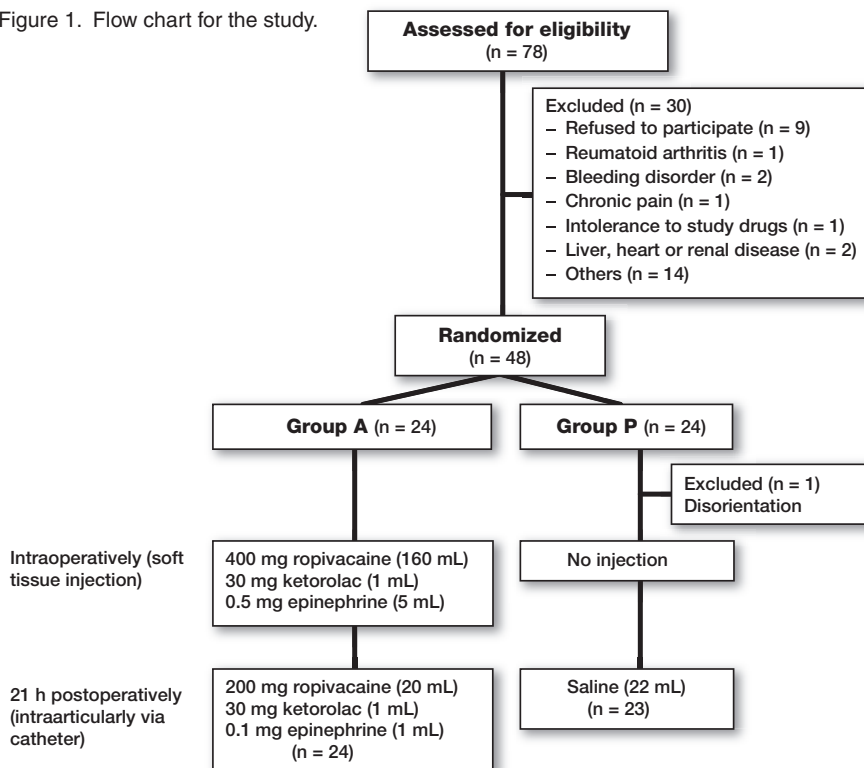 Figure 1. Flow chart for the study.
Assessed for eligibility
(n = 78)
Excluded (n = 30)
– Refused to participate (n = 9)
– Reumatoid arthritis (n = 1)
– Bleeding disorder (n = 2)
– Chronic pain (n = 1)
– Intolerance to study drugs (n = 1)
– Liver, heart or renal disease (n = 2)
– Others (n = 14)
Randomized
(n = 48)
Group A (n = 24)
Group P (n = 24)
Excluded (n = 1)
Disorientation
Intraoperatively (soft
tissue injection)
400 mg ropivacaine (160 mL)
30 mg ketorolac (1 mL)
0.5 mg epinephrine (5 mL)
No injection
21 h postoperatively
(intraarticularly via
catheter)
200 mg ropivacaine (20 mL)
30 mg ketorolac (1 mL)
0.1 mg epinephrine (1 mL)
(n = 24)
Saline (22 mL)
(n = 23)